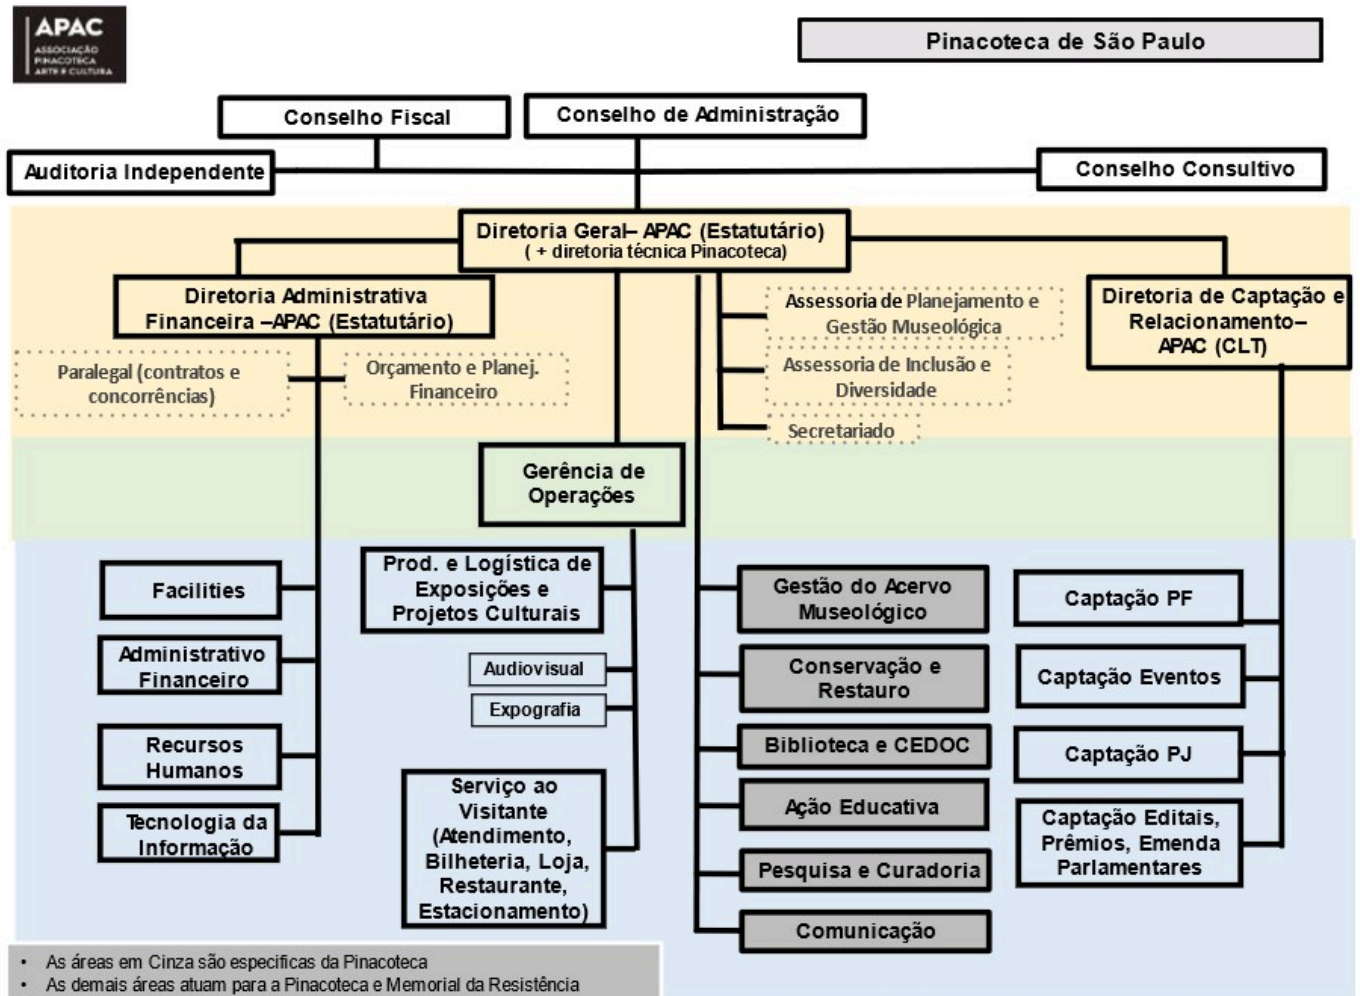 APAC
ASSOCIAÇÃO
PINACOTECA
ARTE E CULTURA
Pinacoteca de São Paulo
Conselho Fiscal
Conselho de Administração
Auditoria Independente
Conselho Consultivo
Diretoria Geral– APAC (Estatutário)
( + diretoria técnica Pinacoteca)
Diretoria Administrativa
Financeira –APAC (Estatutário)
Assessoria de Planejamento e
Gestão Museológica
Diretoria de Captação e
Relacionamento–
APAC (CLT)
Paralegal (contratos e
concorrências)
Orçamento e Planej.
Financeiro
Assessoria de Inclusão e
Diversidade
Secretariado
Gerência de
Operações
Facilities
Administrativo
Financeiro
Recursos
Humanos
Tecnologia da
Informação
Prod. e Logística de
Exposições e
Projetos Culturais
Audiovisual
Expografia
Serviço ao
Visitante
(Atendimento,
Bilheteria, Loja,
Restaurante,
Estacionamento)
Gestão do Acervo
Museológico
Conservação e
Restauro
Biblioteca e CEDOC
Ação Educativa
Pesquisa e Curadoria
Comunicação
Captação PF
Captação Eventos
Captação PJ
Captação Editais,
Prêmios, Emenda
Parlamentares
• As áreas em Cinza são especificas da Pinacoteca
• As demais áreas atuam para a Pinacoteca e Memorial da Resistência